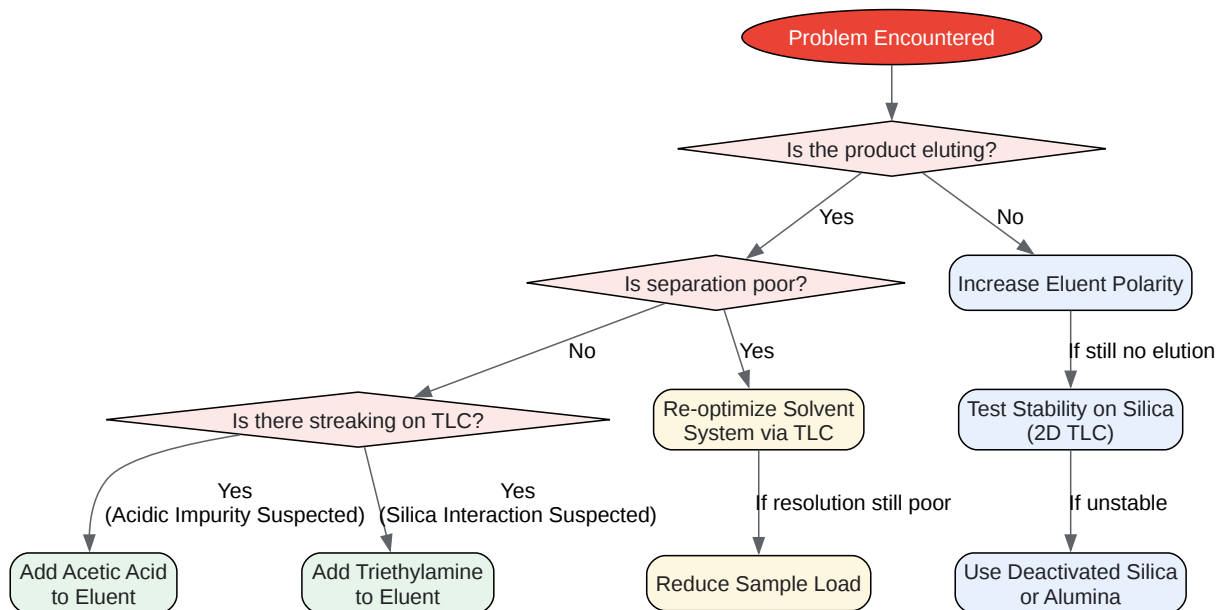 Problem Encountered
Is the product eluting?
Yes
No
Is separation poor?
Increase Eluent Polarity
No
Yes
If still no elution
Is there streaking on TLC?
Re-optimize Solvent
System via TLC
Test Stability on Silica
(2D TLC)
Yes
(Acidic Impurity Suspected)
Yes
(Silica Interaction Suspected)
If resolution still poor
If unstable
Add Acetic Acid
to Eluent
Add Triethylamine
to Eluent
Reduce Sample Load
Use Deactivated Silica
or Alumina